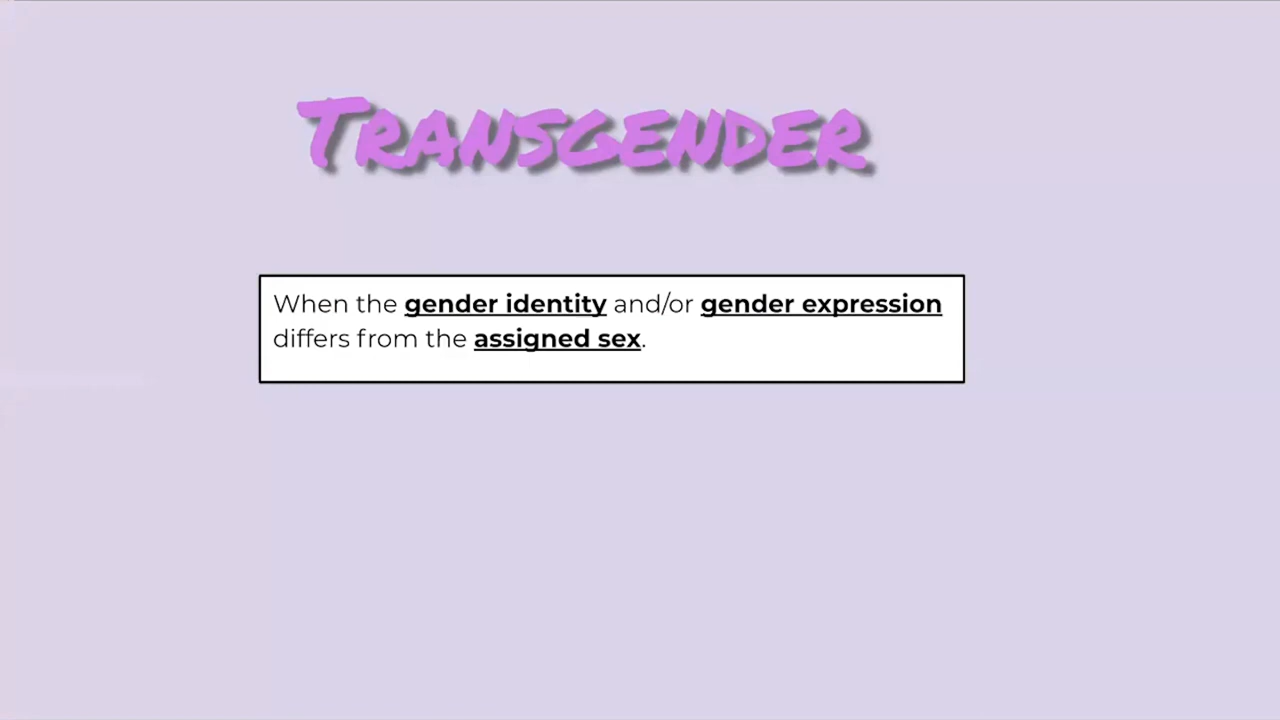 TRANSGENDER
When the gender identity and/or gender expression
differs from the assigned sex.